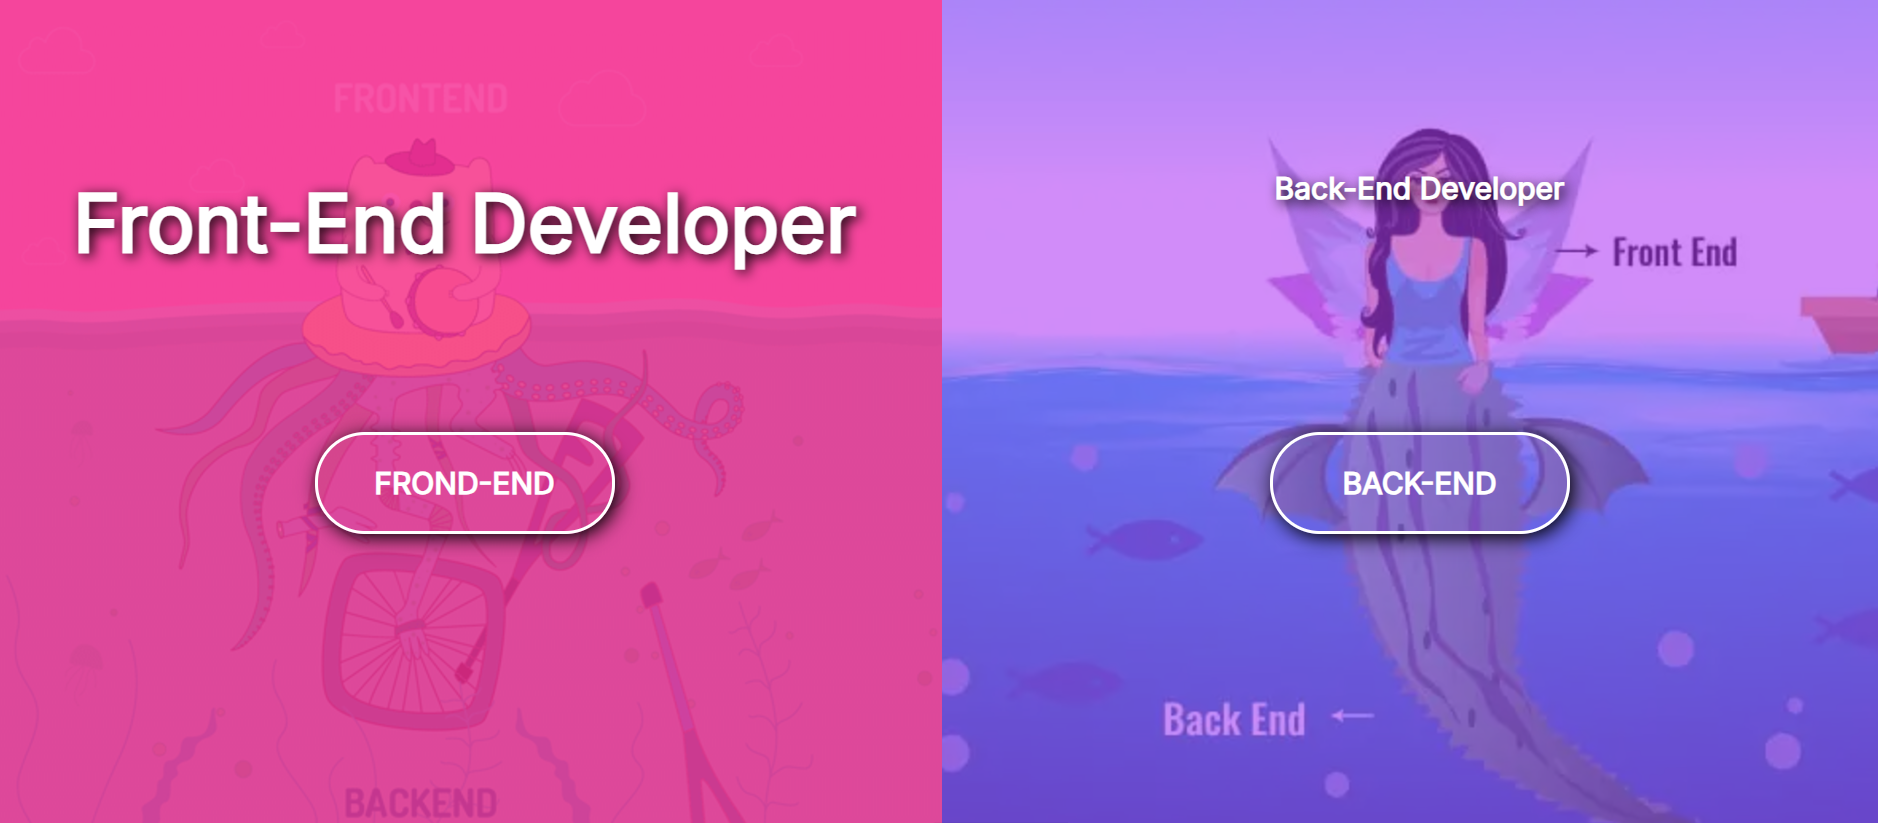 FRONTEND
Front-End Developer
FROND-END
BACKEND
Back-End Developer
Front End
BACK-END
Back End